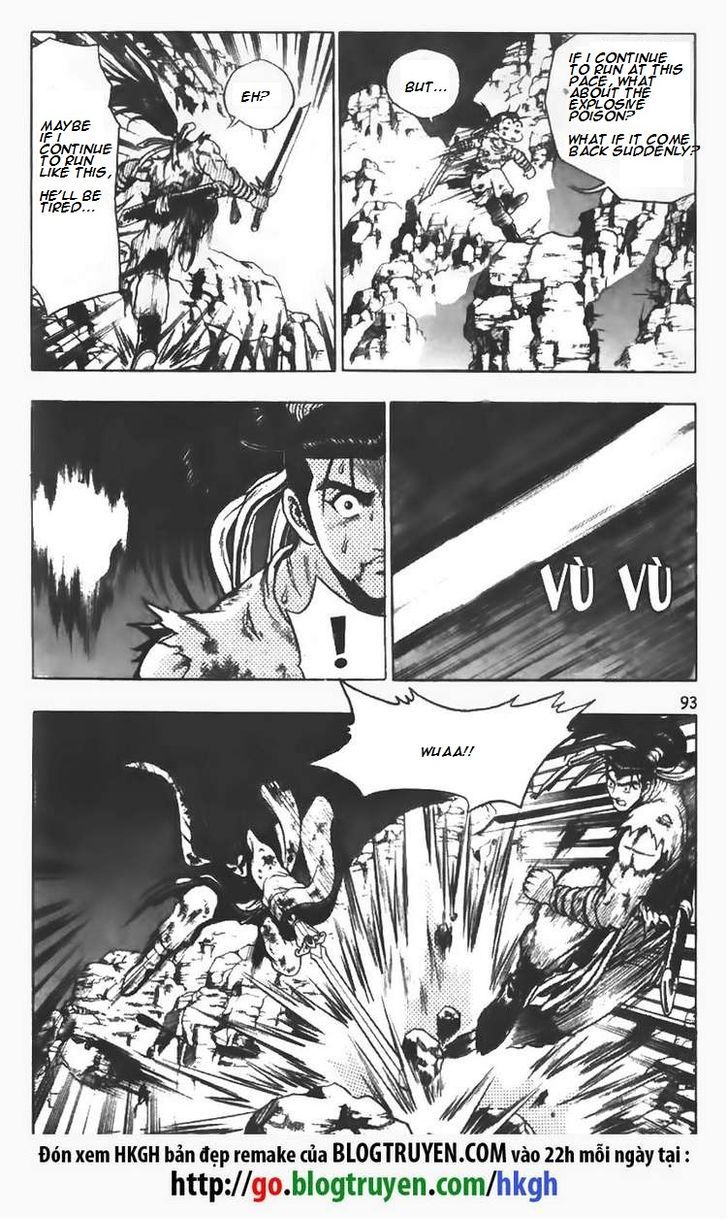 MAYBE
IF I
CONTINUE
TO RUN
LIKE THIS,
HE'LL BE
TIRED...
EH?
BUT...
IF I CONTINUE
TO RUN AT THIS
PACE, WHAT
ABOUT THE
EXPLOSIVE
POISON?
WHAT IF IT COME
BACK SUDDENLY?
!
VÙ VÙ
93
WUAA!!
Đón xem HKGH bản đẹp remake của BLOGTRUYEN.COM vào 22h mỗi ngày tại :
http://go.blogtruyen.com/hkgh